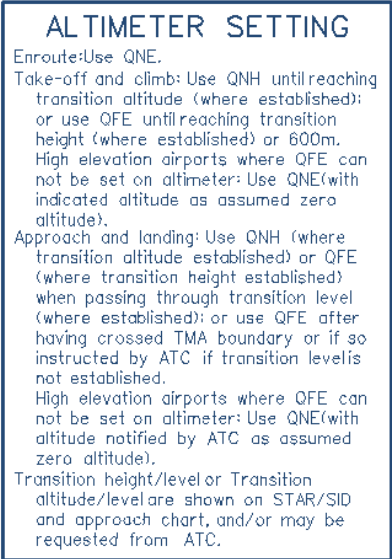 ALTIMETER SETTING
Enroute:Use QNE.
Take-off and climb: Use QNH until reaching
transition altitude (where established);
or use QFE until reaching transition
height (where established) or 600m.
High elevation airports where QFE can
not be set on altimeter: Use QNE(with
indicated altitude as assumed zero
altitude).
Approach and landing: Use QNH (where
transition altitude established) or QFE
(where transition height established)
when passing through transition level
(where established); or use QFE after
having crossed TMA boundary or if so
instructed by ATC if transition level is
not established.
High elevation airports where QFE can
not be set on altimeter: Use QNE(with
altitude notified by ATC as assumed
zero altitude).
Transition height/level or Transition
altitude/level are shown on STAR/SID
and approach chart, and/or may be
requested from ATC.